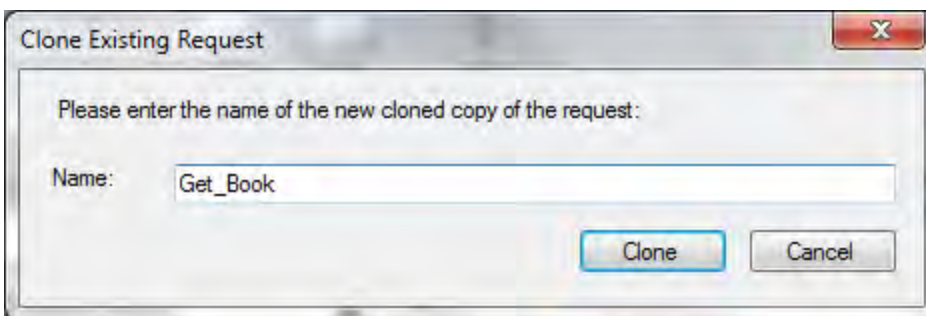 Clone Existing Request
Please enter the name of the new cloned copy of the request:
Name: Get_Book
Clone Cancel